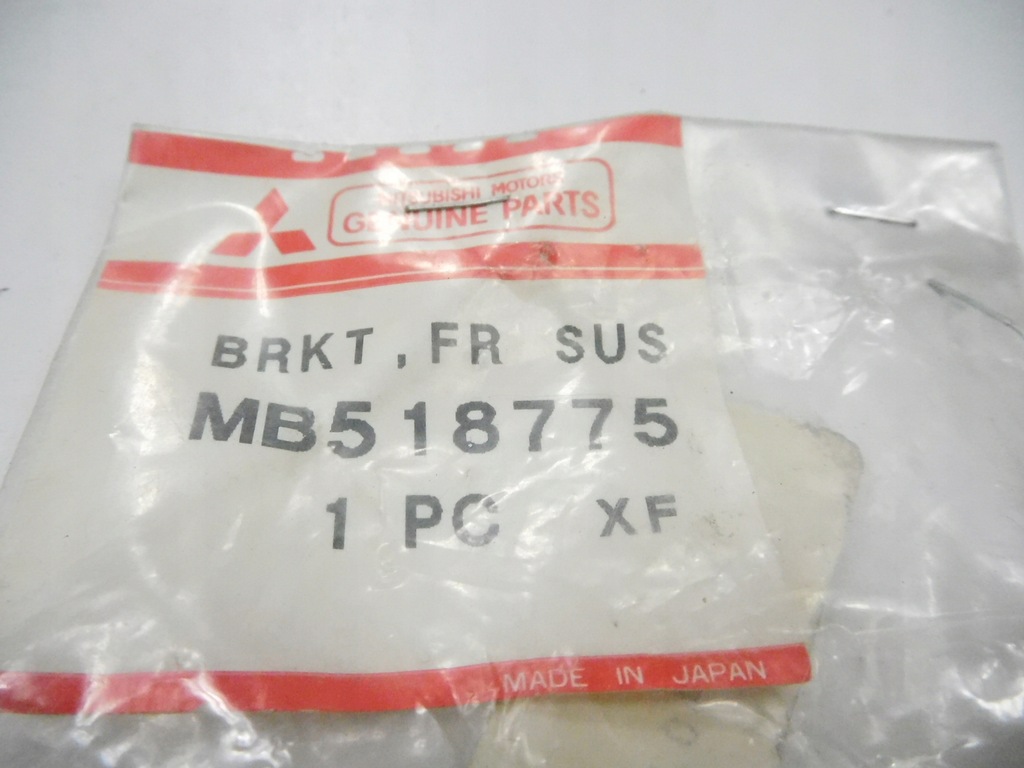 MITSUBISHI MOTORS
GENUINE PARTS
BRKT, FR SUS
MB518775
1 PC XF
MADE IN JAPAN